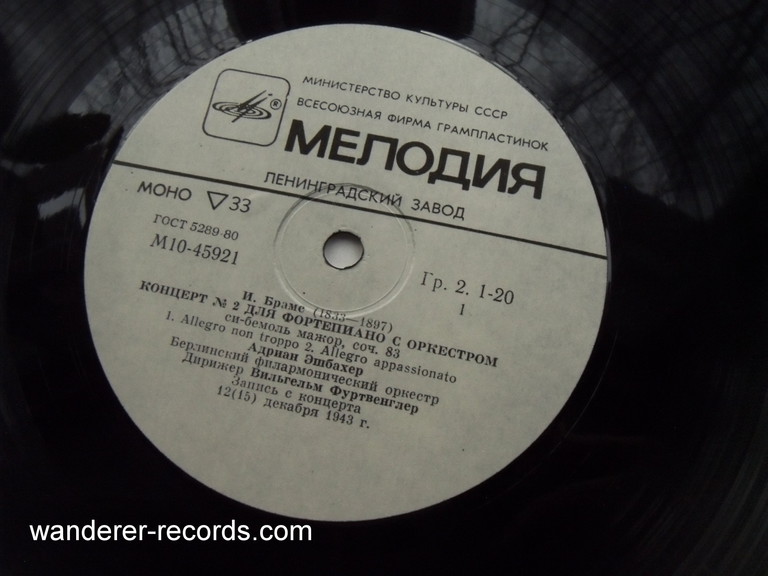 МИНИСТЕРСТВО КУЛЬТУРЫ СССР
ВСЕСОЮЗНАЯ ФИРМА ГРАМПЛАСТИНОК
®
МЕЛОДИЯ
ЛЕНИНГРАДСКИЙ ЗАВОД
МОНО ▽33
ГОСТ 5289-80
М10-45921
Гр. 2. 1-20
1
И. Брамс (1833—1897)
КОНЦЕРТ № 2 ДЛЯ ФОРТЕПИАНО С ОРКЕСТРОМ
си-бемоль мажор, соч. 83
1. Allegro non troppo 2. Allegro appassionato
Адриан Эшбахер
Берлинский филармонический оркестр
Дирижер Вильгельм Фуртвенглер
Запись с концерта
12(15) декабря 1943 г.
wanderer-records.com